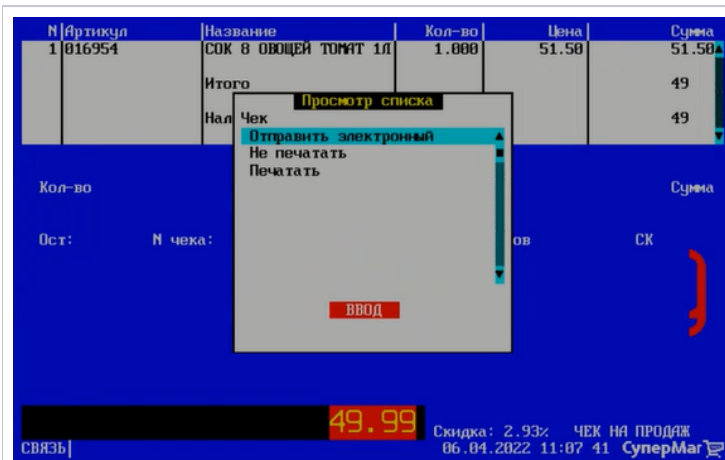 N Артикул Название Кол-во Цена Сумма
1 016954 СОК 8 ОВОЩЕЙ ТОМАТ 1Л 1.000 51.50 51.50
Итого 49
Нал 49
Просмотр списка
Чек
Отправить электронный
Не печатать
Печатать
Кол-во Сумма
Ост: N чека: ов СК
ВВОД
49.99
Скидка: 2.93% ЧЕК НА ПРОДАЖ
СВЯЗЬ 06.04.2022 11:07 41 СуперМаг